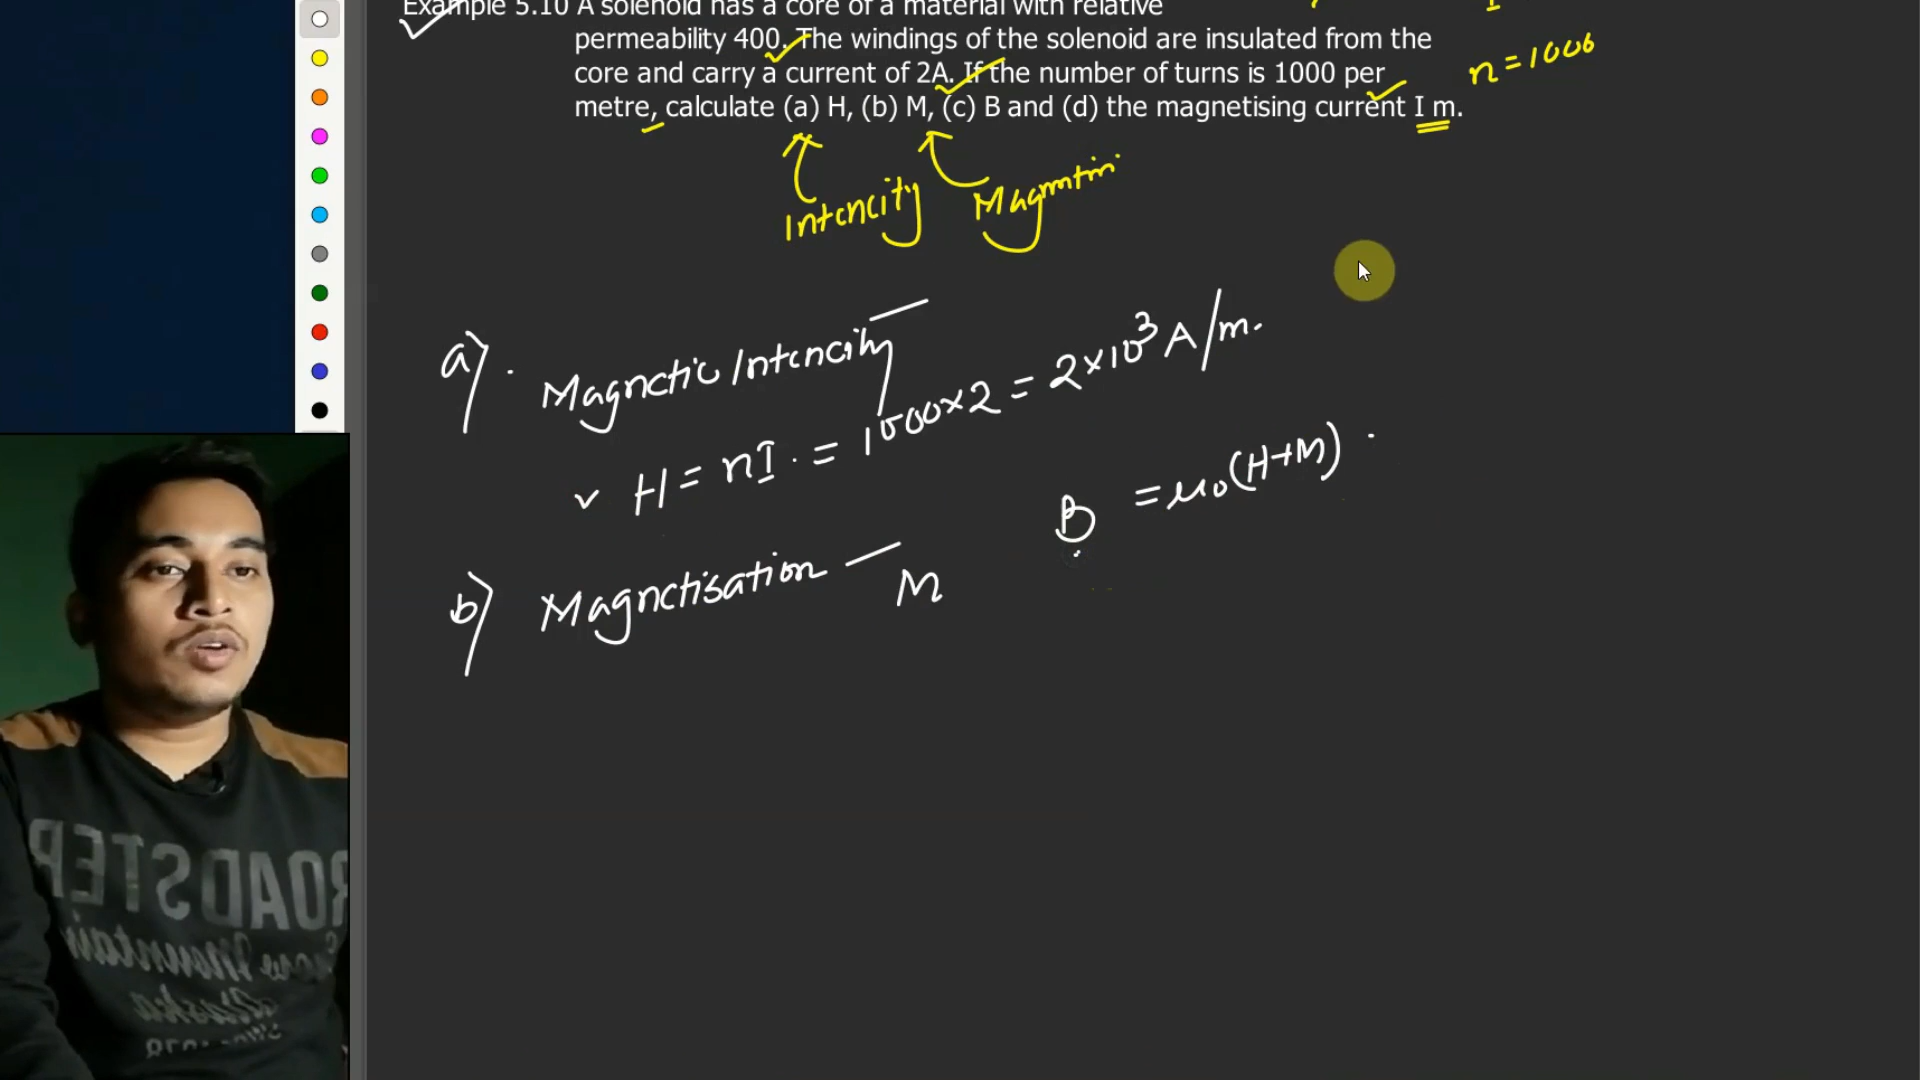 Example 5.10 A solenoid has a core of a material with relative
permeability 400. The windings of the solenoid are insulated from the
core and carry a current of 2A. If the number of turns is 1000 per
metre, calculate (a) H, (b) M, (c) B and (d) the magnetising current I m.
n = 1000
Intencity
a) . Magnetic Intencity
H = nI . = 1000×2 = 2×10³ A/m.
B = μ₀(H+M) .
b) Magnetisation — M
ROADSTER